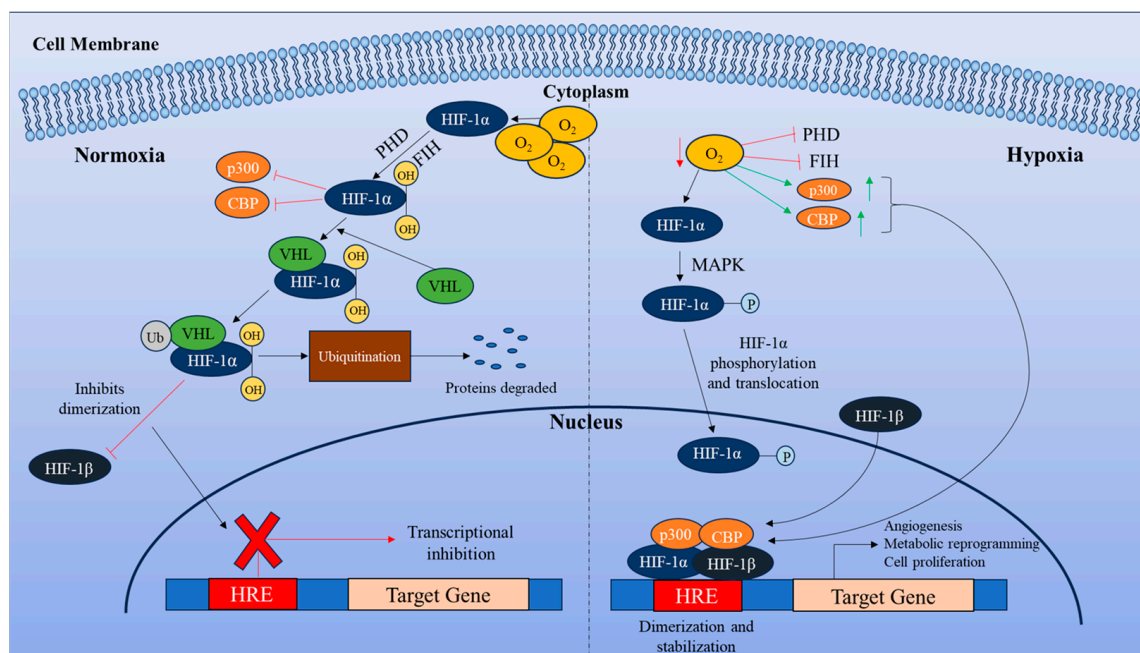 Cell Membrane
Cytoplasm
Normoxia
HIF-1α
O2
O2
O2
PHD
FIH
p300
CBP
HIF-1α
OH
OH
VHL
HIF-1α
OH
OH
VHL
Ub
VHL
HIF-1α
OH
OH
Ubiquitination
Proteins degraded
Inhibits
dimerization
HIF-1β
Transcriptional
inhibition
HRE
Target Gene
Nucleus
Hypoxia
O2
PHD
FIH
p300
CBP
HIF-1α
MAPK
HIF-1α
P
HIF-1α
phosphorylation
and translocation
HIF-1β
HIF-1α
P
p300
CBP
HIF-1α
HIF-1β
HRE
Target Gene
Angiogenesis
Metabolic reprogramming
Cell proliferation
Dimerization and
stabilization